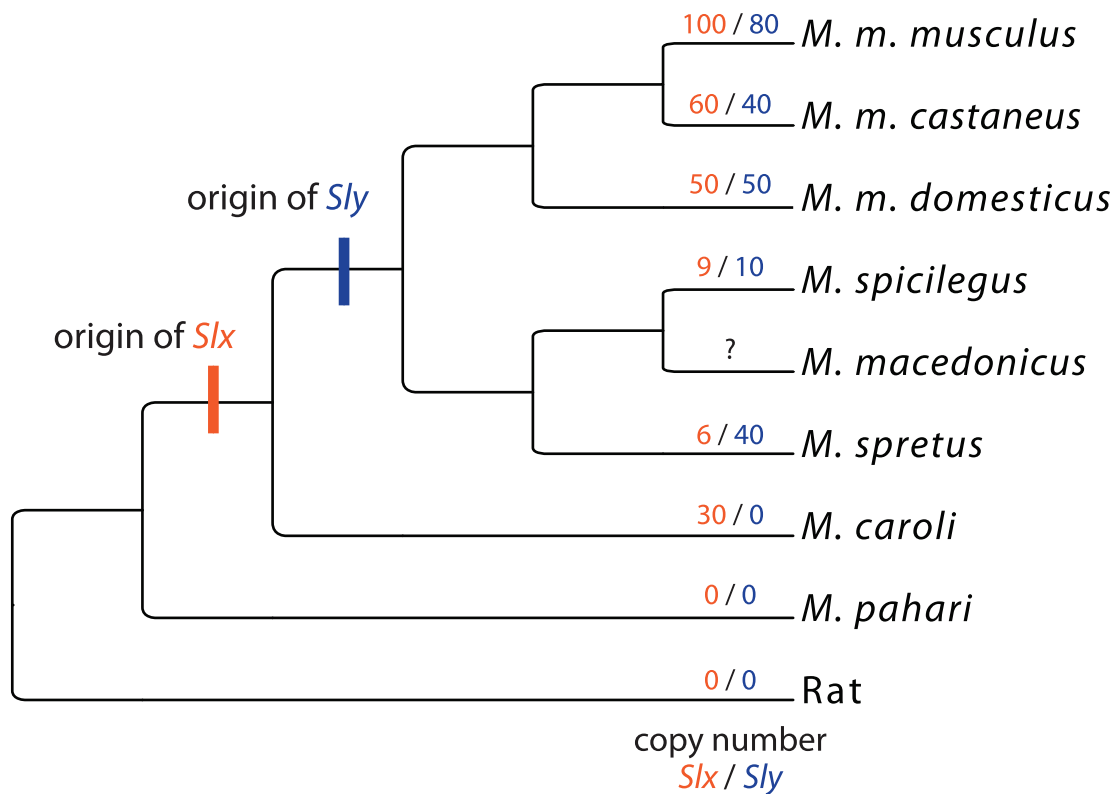 100 / 80
M. m. musculus
60 / 40
M. m. castaneus
origin of Sly
50 / 50
M. m. domesticus
9 / 10
M. spicilegus
origin of Slx
?
M. macedonicus
6 / 40
M. spretus
30 / 0
M. caroli
0 / 0
M. pahari
0 / 0
Rat
copy number
Slx / Sly